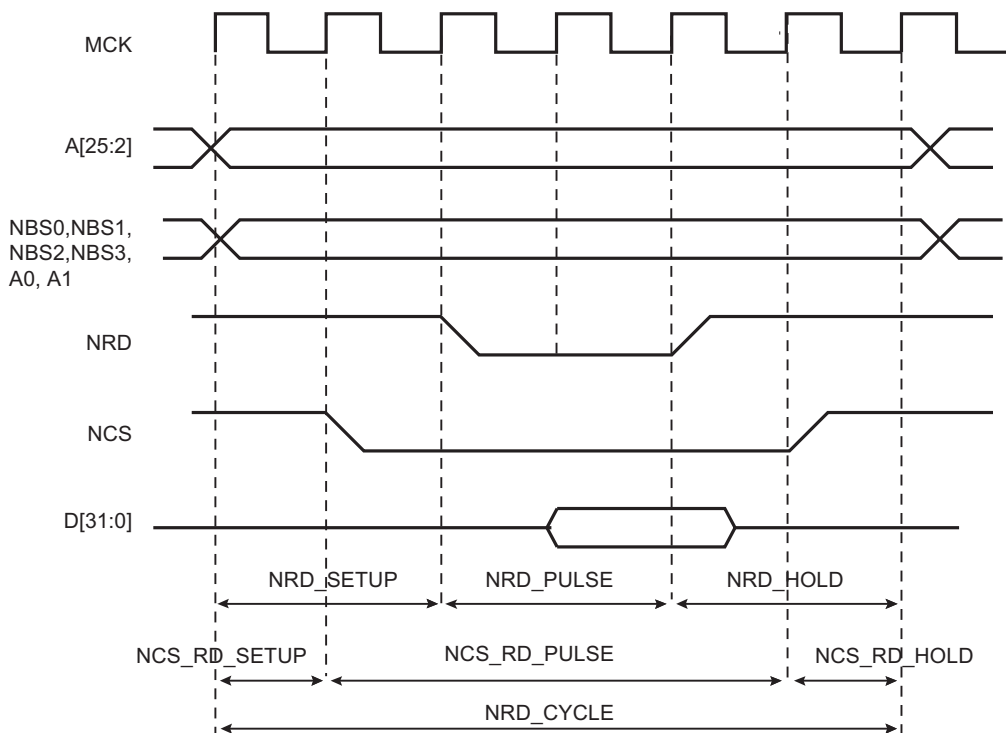 MCK
A[25:2]
NBS0,NBS1,
NBS2,NBS3,
A0, A1
NRD
NCS
D[31:0]
NRD_SETUP NRD_PULSE NRD_HOLD
NCS_RD_SETUP NCS_RD_PULSE NCS_RD_HOLD
NRD_CYCLE